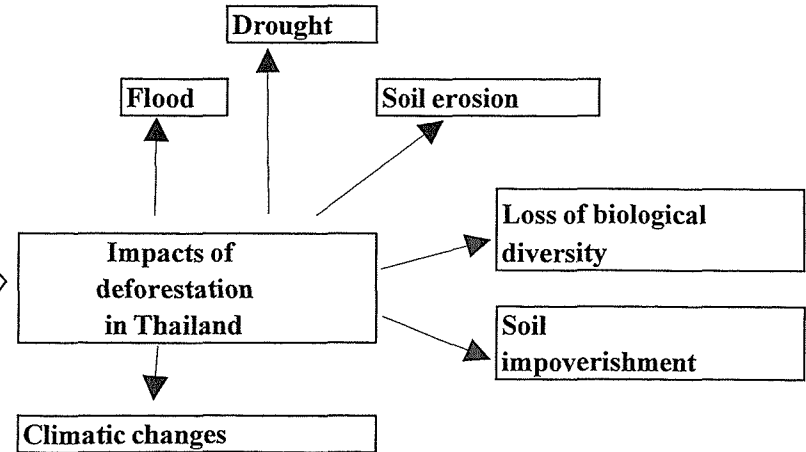 Drought
Flood
Soil erosion
Loss of biological
diversity
Impacts of
deforestation
in Thailand
Soil
impoverishment
Climatic changes